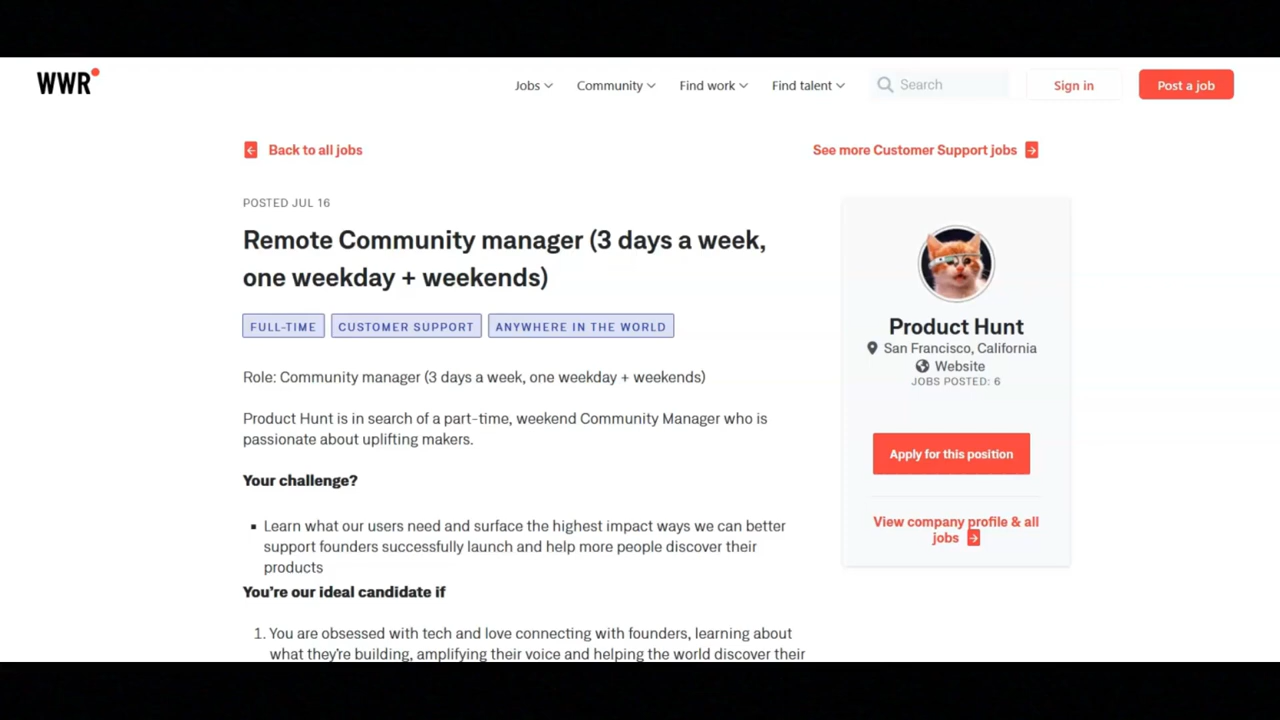 WWR
Jobs
Community
Find work
Find talent
Search
Sign in
Post a job
Back to all jobs
See more Customer Support jobs
POSTED JUL 16
Remote Community manager (3 days a week,
one weekday + weekends)
FULL-TIME
CUSTOMER SUPPORT
ANYWHERE IN THE WORLD
Role: Community manager (3 days a week, one weekday + weekends)
Product Hunt is in search of a part-time, weekend Community Manager who is
passionate about uplifting makers.
Your challenge?
▪ Learn what our users need and surface the highest impact ways we can better
support founders successfully launch and help more people discover their
products
You're our ideal candidate if
1. You are obsessed with tech and love connecting with founders, learning about
what they're building, amplifying their voice and helping the world discover their
Product Hunt
San Francisco, California
Website
JOBS POSTED: 6
Apply for this position
View company profile & all
jobs